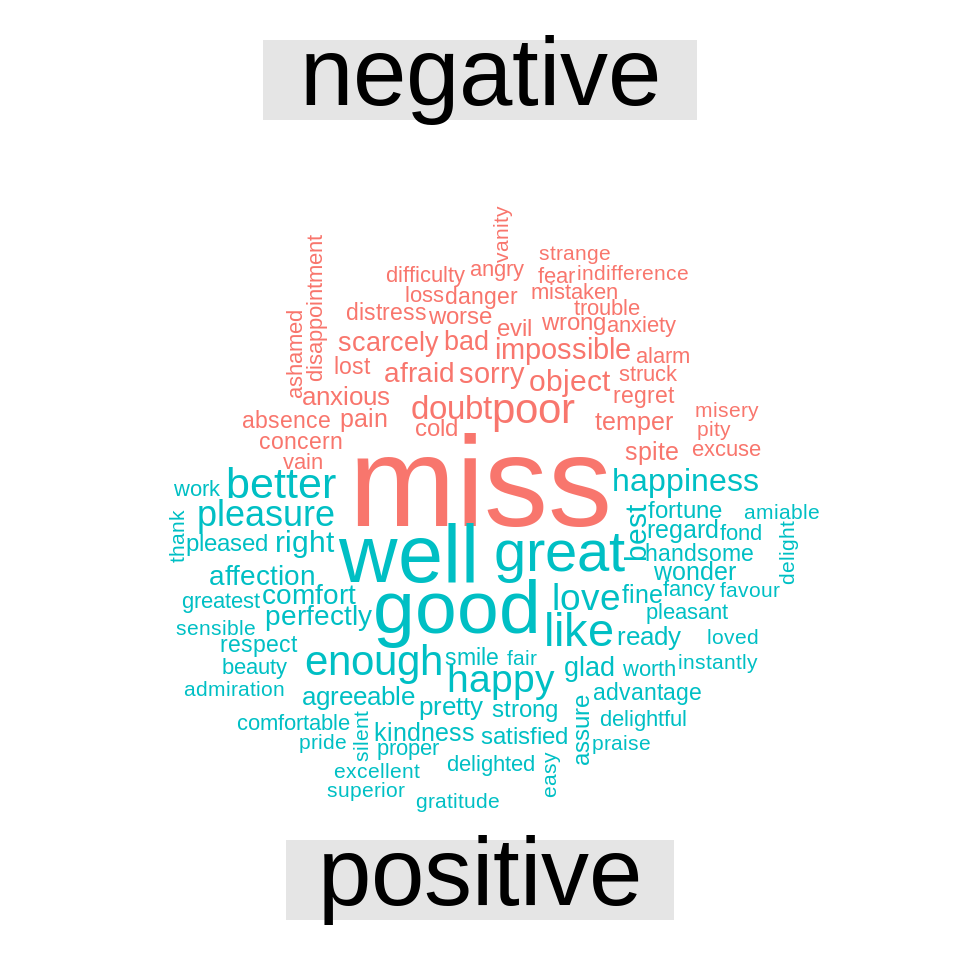 negative
vanity
strange
difficulty angry fear indifference
disappointment
loss danger mistaken
distress worse trouble
evil wrong anxiety
ashamed
scarcely bad impossible alarm
lost afraid sorry object struck
anxious regret
absence pain doubt poor temper misery
concern cold pity
vain spite excuse
miss
work better happiness
pleasure best fortune amiable
thank pleased right well great regard fond
handsome delight
affection wonder
greatest comfort good love fine fancy favour
perfectly pleasant
sensible like ready loved
respect
beauty enough smile fair glad worth instantly
admiration agreeable happy advantage
pretty strong assure delightful
comfortable silent kindness satisfied
pride proper praise
excellent delighted easy
superior gratitude
positive